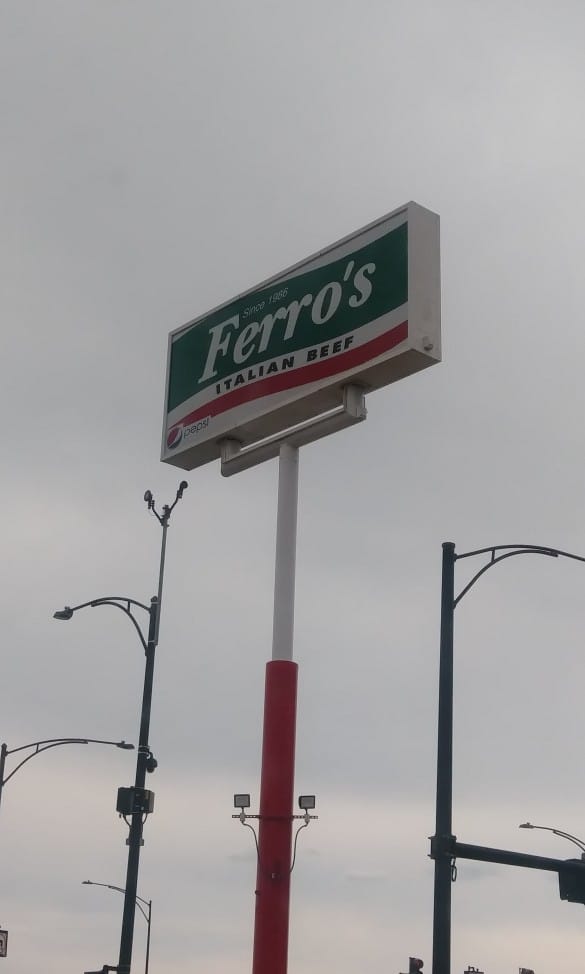 Since 1986
Ferro's
ITALIAN BEEF
pepsi